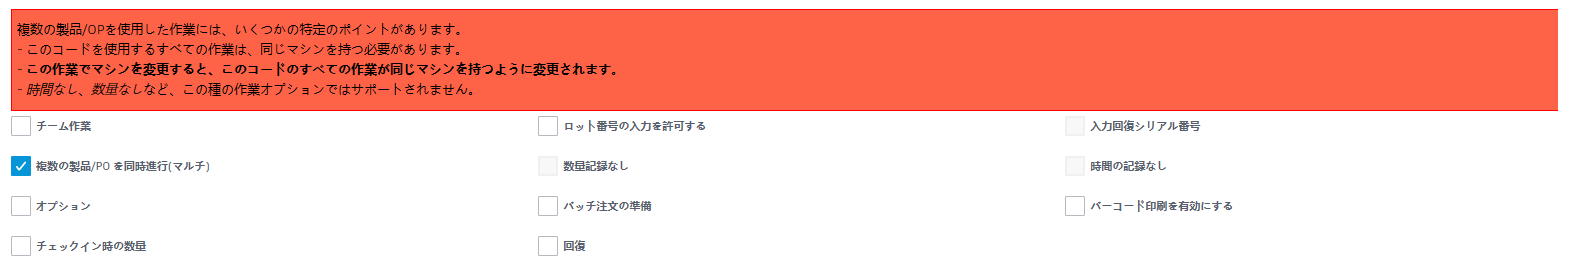 複数の製品/OPを使用した作業には、いくつかの特定のポイントがあります。
- このコードを使用するすべての作業は、同じマシンを持つ必要があります。
- この作業でマシンを変更すると、このコードのすべての作業が同じマシンを持つように変更されます。
- 時間なし、数量なしなど、この種の作業オプションではサポートされません。
チーム作業
ロット番号の入力を許可する
入力回復シリアル番号
複数の製品/PO を同時進行(マルチ)
数量記録なし
時間の記録なし
オプション
バッチ注文の準備
バーコード印刷を有効にする
チェックイン時の数量
回復